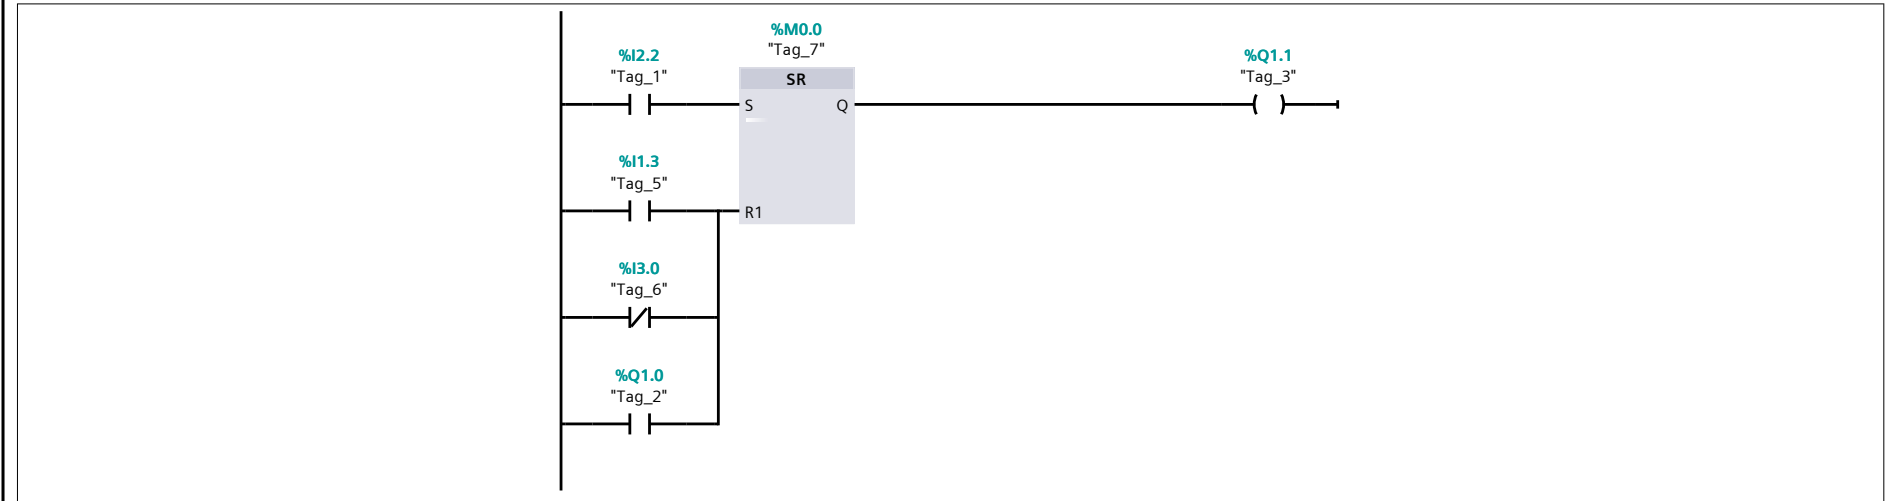 %M0.0
"Tag_7"
%I2.2
"Tag_1"
%Q1.1
"Tag_3"
SR
S
Q
%I1.3
"Tag_5"
R1
%I3.0
"Tag_6"
%Q1.0
"Tag_2"